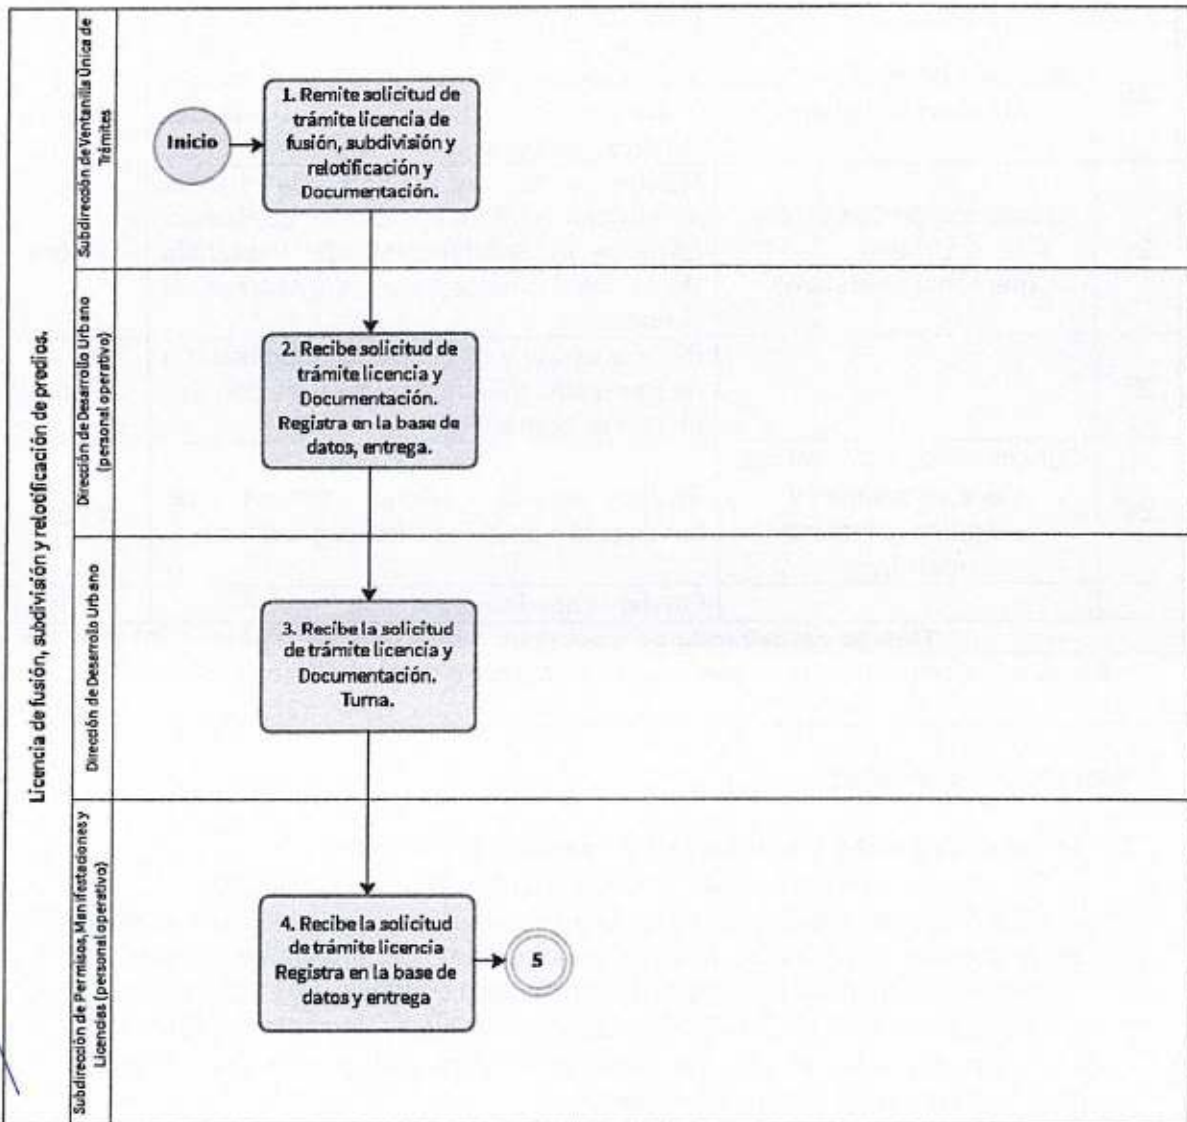 Licencia de fusión, subdivisión y relotificación de predios.
Subdirección de Ventanilla Única de
Trámites
Inicio
1. Remite solicitud de
trámite licencia de
fusión, subdivisión y
relotificación y
Documentación.
Dirección de Desarrollo Urbano
(personal operativo)
2. Recibe solicitud de
trámite licencia y
Documentación.
Registra en la base de
datos, entrega.
Dirección de Desarrollo Urbano
3. Recibe la solicitud
de trámite licencia y
Documentación.
Turna.
Subdirección de Permisos, Manifestaciones y
Licencias (personal operativo)
4. Recibe la solicitud
de trámite licencia
Registra en la base de
datos y entrega
5